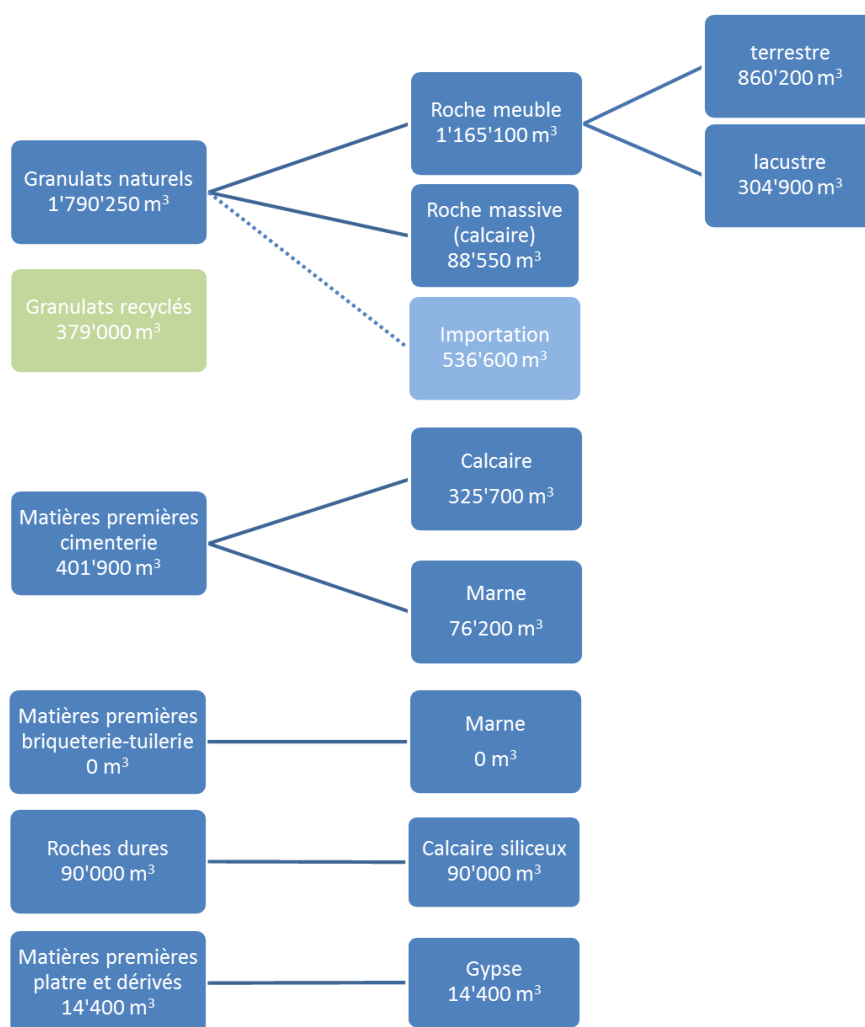 terrestre
860'200 m³
Roche meuble
1'165'100 m³
lacustre
304'900 m³
Granulats naturels
1'790'250 m³
Roche massive
(calcaire)
88'550 m³
Granulats recyclés
379'000 m³
Importation
536'600 m³
Calcaire
325'700 m³
Matières premières
cimenterie
401'900 m³
Marne
76'200 m³
Matières premières
briqueterie-tuilerie
0 m³
Marne
0 m³
Roches dures
90'000 m³
Calcaire siliceux
90'000 m³
Matières premières
platre et dérivés
14'400 m³
Gypse
14'400 m³